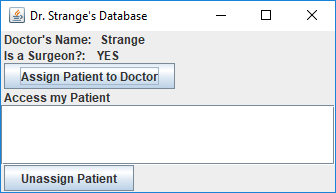 Dr. Strange's Database
Doctor's Name: Strange
Is a Surgeon?: YES
Assign Patient to Doctor
Access my Patient
Unassign Patient